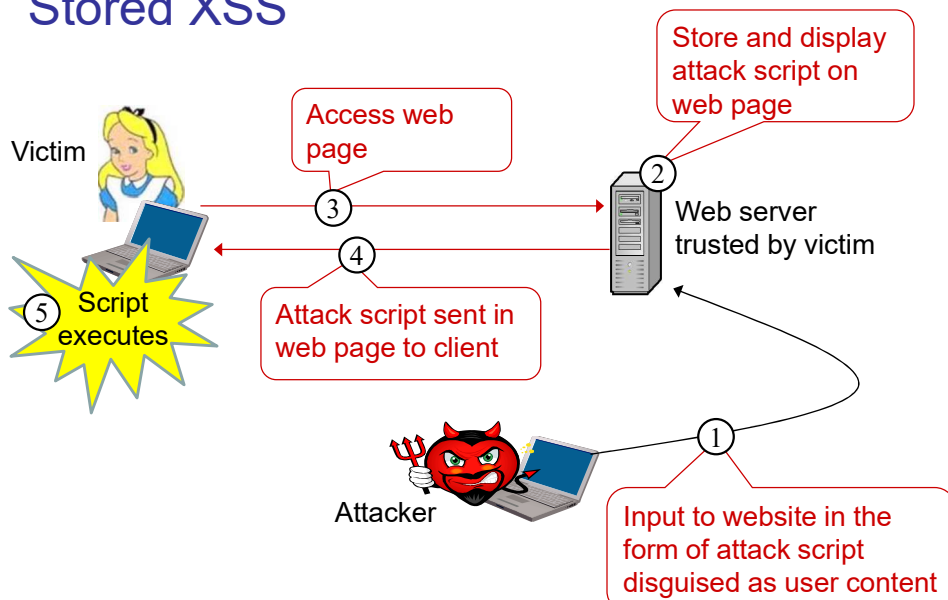 Stored XSS
Store and display
attack script on
web page
Access web
page
Victim
2
3
Web server
trusted by victim
4
5
Script
executes
Attack script sent in
web page to client
1
Attacker
Input to website in the
form of attack script
disguised as user content